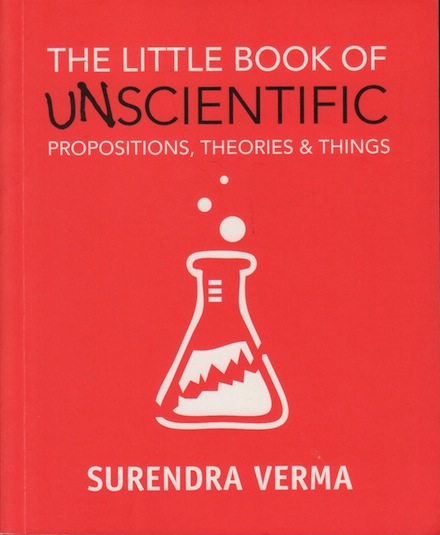 THE LITTLE BOOK OF
UNSCIENTIFIC
PROPOSITIONS, THEORIES & THINGS
SURENDRA VERMA